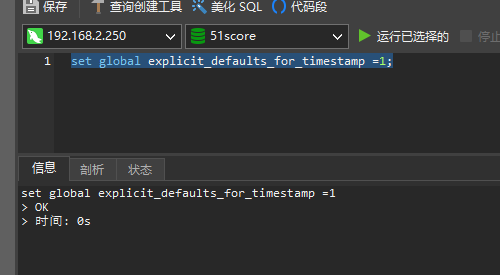 保存 查询创建工具 美化 SQL 代码段
192.168.2.250 51score 运行已选择的 停止
1 set global explicit_defaults_for_timestamp =1;
信息 剖析 状态
set global explicit_defaults_for_timestamp =1
> OK
> 时间: 0s